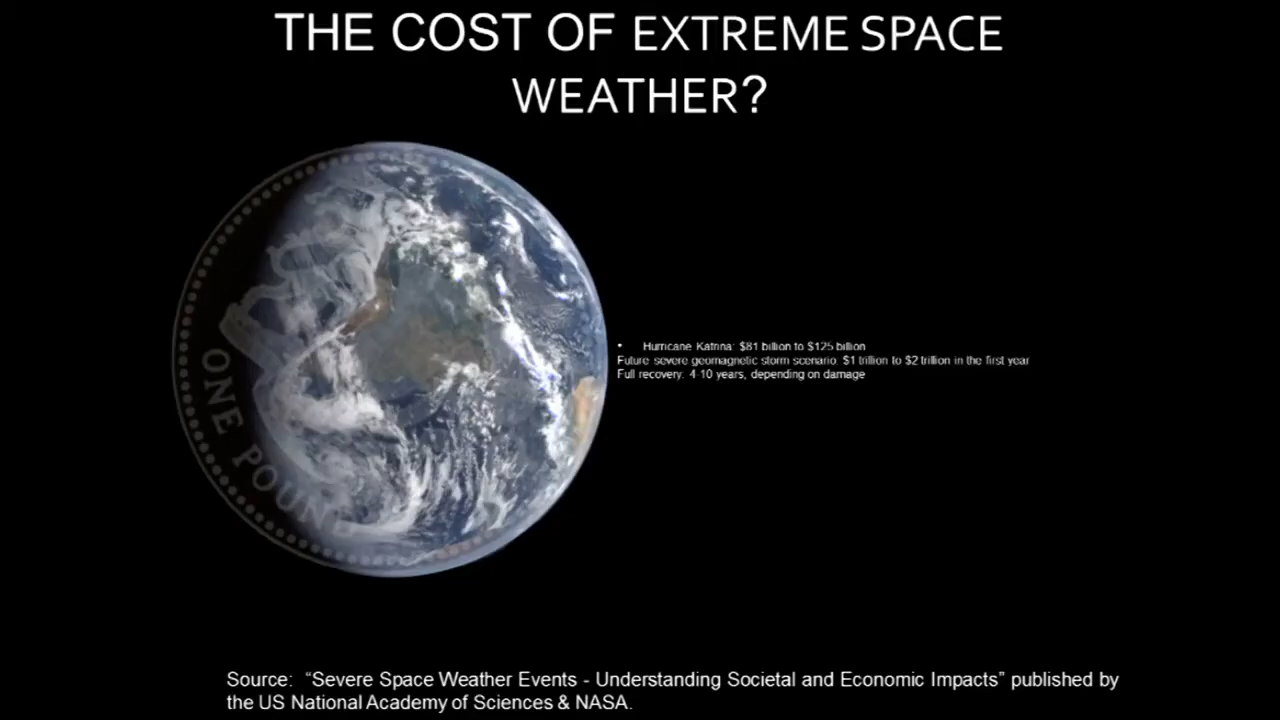 THE COST OF EXTREME SPACE
WEATHER?
ONE POUND
• Hurricane Katrina: $81 billion to $125 billion
Future severe geomagnetic storm scenario: $1 trillion to $2 trillion in the first year
Full recovery: 4-10 years, depending on damage
Source: “Severe Space Weather Events - Understanding Societal and Economic Impacts” published by
the US National Academy of Sciences & NASA.